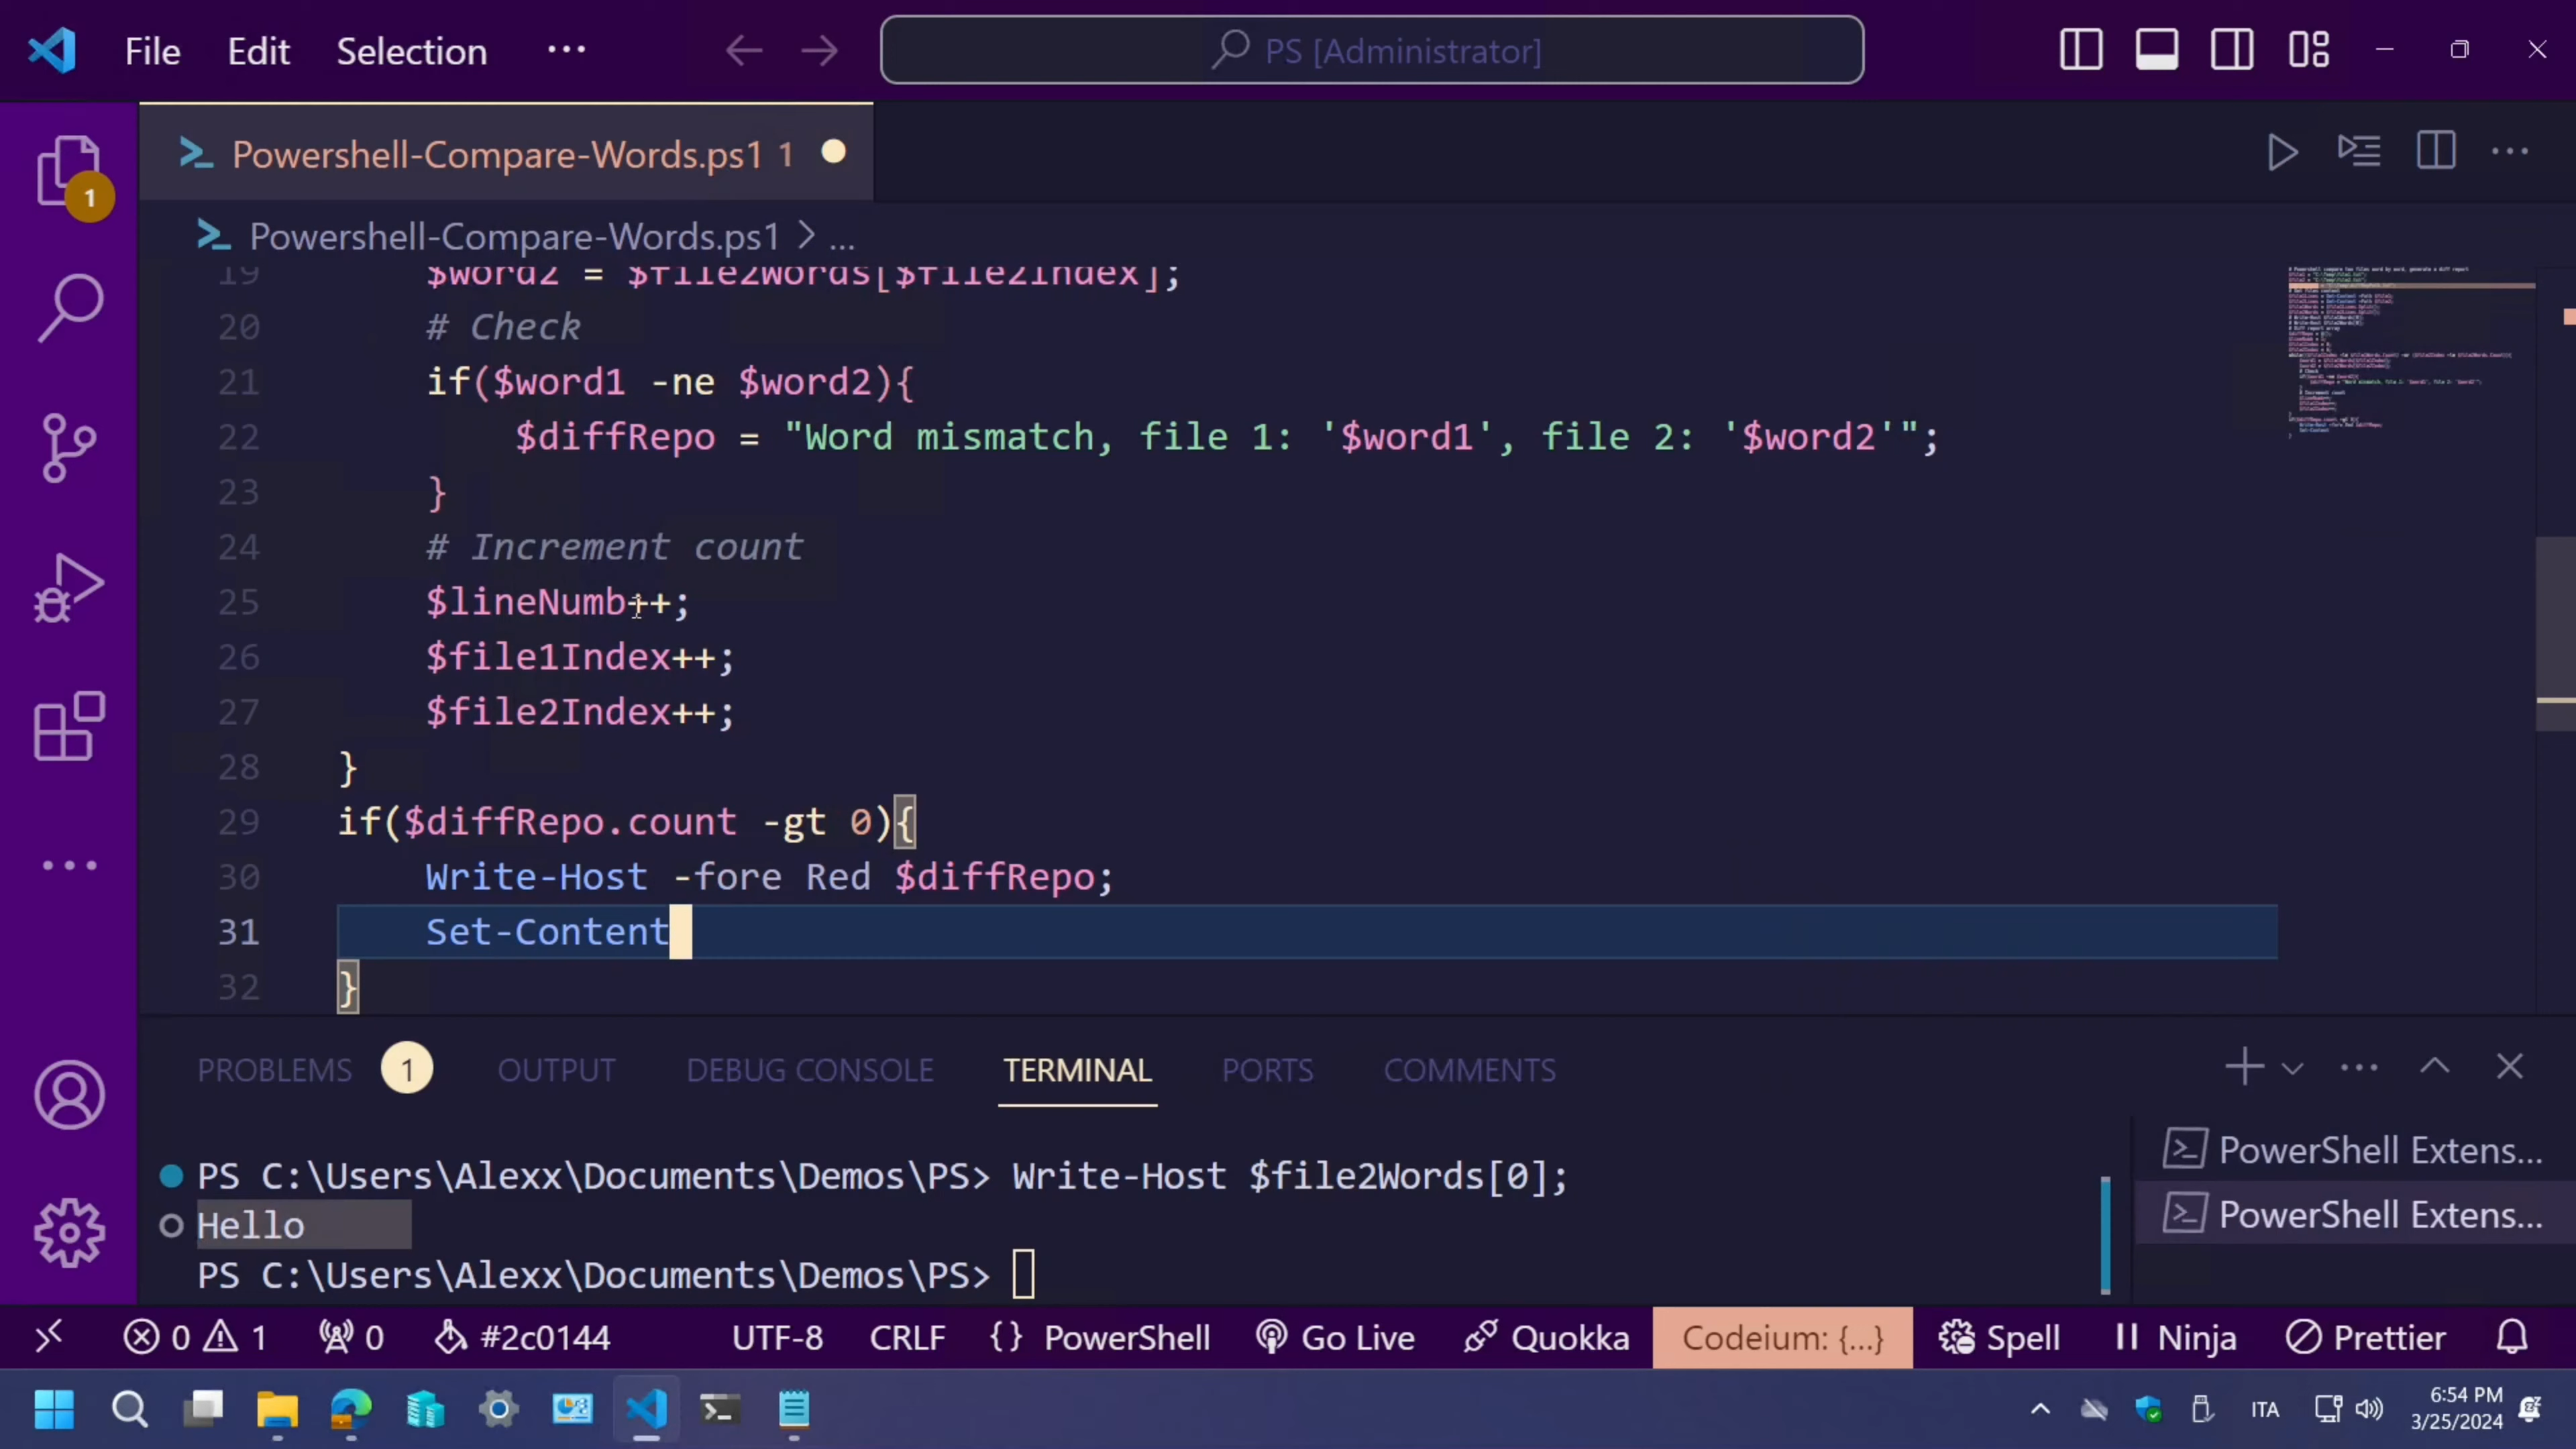 File Edit Selection ...
PS [Administrator]
Powershell-Compare-Words.ps1 1
Powershell-Compare-Words.ps1 > ...
19 $word2 = $file2Words[$file2Index];
20 # Check
21 if($word1 -ne $word2){
22 $diffRepo = "Word mismatch, file 1: '$word1', file 2: '$word2'";
23 }
24 # Increment count
25 $lineNumb++;
26 $file1Index++;
27 $file2Index++;
28 }
29 if($diffRepo.count -gt 0){
30 Write-Host -fore Red $diffRepo;
31 Set-Content
32 }
PROBLEMS 1 OUTPUT DEBUG CONSOLE TERMINAL PORTS COMMENTS
PS C:\Users\Alexx\Documents\Demos\PS> Write-Host $file2Words[0];
Hello
PS C:\Users\Alexx\Documents\Demos\PS>
PowerShell Extens...
PowerShell Extens...
0 1 0 #2c0144 UTF-8 CRLF {} PowerShell Go Live Quokka Codeium: {...} Spell Ninja Prettier
ITA 6:54 PM
3/25/2024
1